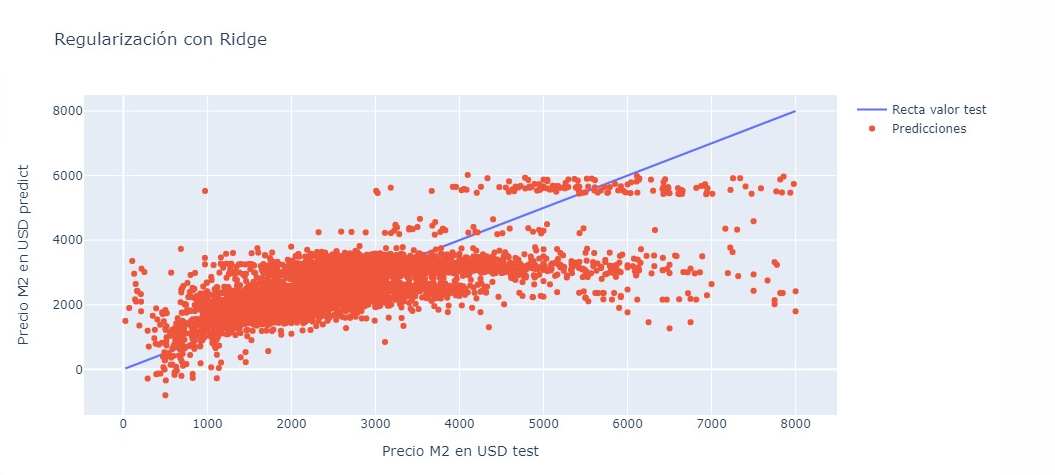 Regularización con Ridge
Recta valor test
Predicciones
Precio M2 en USD predict
8000
6000
4000
2000
0
0 1000 2000 3000 4000 5000 6000 7000 8000
Precio M2 en USD test